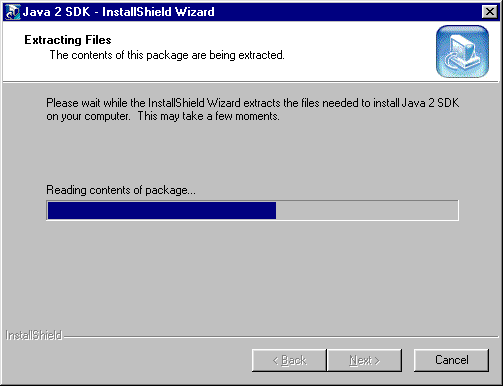 Java 2 SDK - InstallShield Wizard
Extracting Files
The contents of this package are being extracted.
Please wait while the InstallShield Wizard extracts the files needed to install Java 2 SDK
on your computer.  This may take a few moments.
Reading contents of package...
InstallShield
< Back
Next >
Cancel